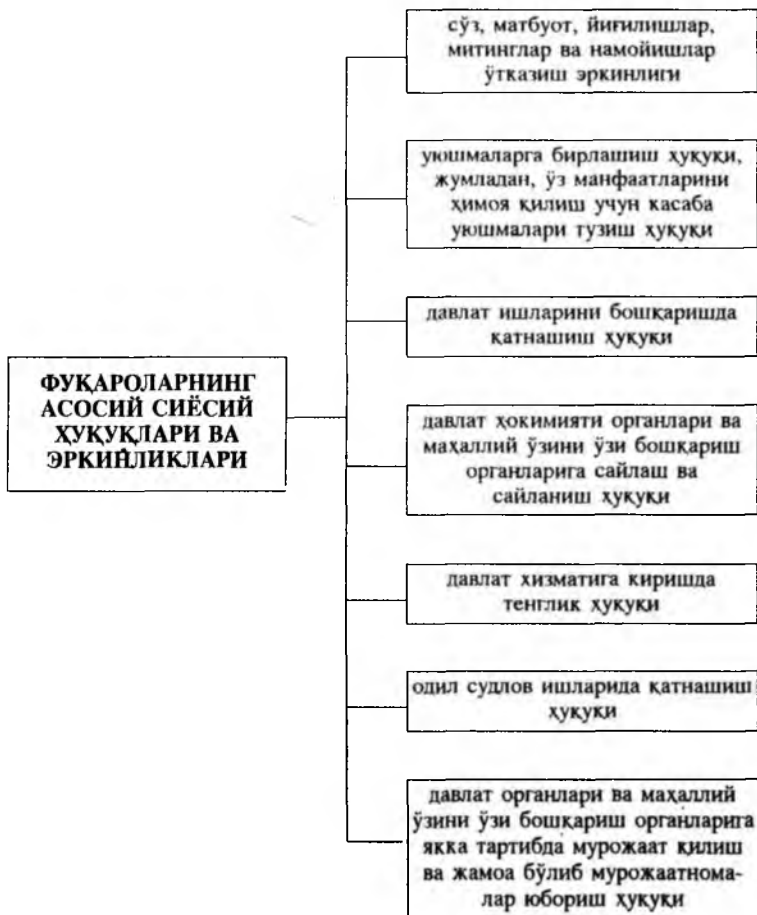 сўз, матбуот, йиғилишлар,
митинглар ва намойишлар
ўтказиш эркинлиги
уюшмаларга бирлашиш ҳуқуқи,
жумладан, ўз манфаатларини
ҳимоя қилиш учун касаба
уюшмалари тузиш ҳуқуқи
давлат ишларини бошқаришда
қатнашиш ҳуқуқи
ФУҚАРОЛАРНИНГ
АСОСИЙ СИЁСИЙ
ҲУҚУҚЛАРИ ВА
ЭРКИНЛИКЛАРИ
давлат ҳокимияти органлари ва
маҳаллий ўзини ўзи бошқариш
органларига сайлаш ва
сайланиш ҳуқуқи
давлат хизматига киришда
тенглик ҳуқуқи
одил судлов ишларида қатнашиш
ҳуқуқи
давлат органлари ва маҳаллий
ўзини ўзи бошқариш органларига
якка тартибда мурожаат қилиш
ва жамоа бўлиб мурожаатнома-
лар юбориш ҳуқуқи